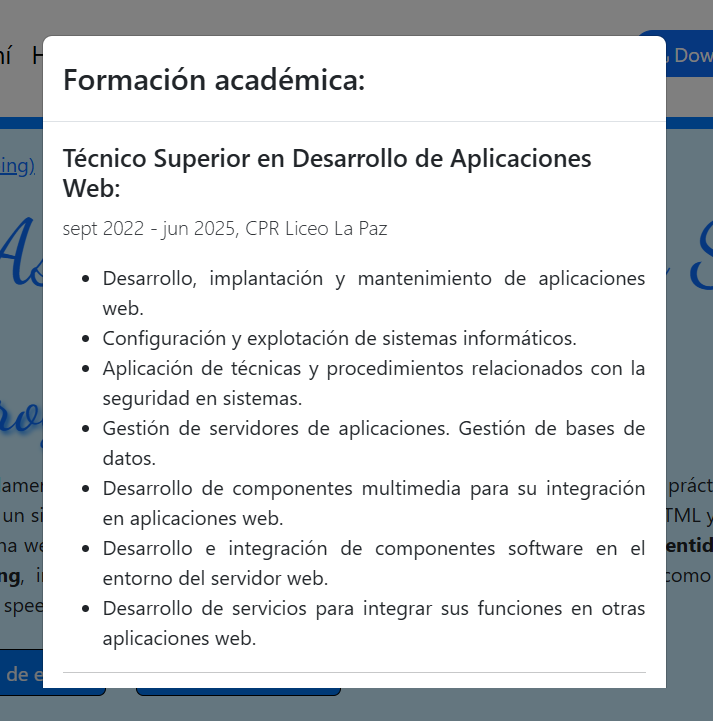 Formación académica:
Técnico Superior en Desarrollo de Aplicaciones
Web:
sept 2022 - jun 2025, CPR Liceo La Paz
Desarrollo, implantación y mantenimiento de aplicaciones
web.
Configuración y explotación de sistemas informáticos.
Aplicación de técnicas y procedimientos relacionados con la
seguridad en sistemas.
Gestión de servidores de aplicaciones. Gestión de bases de
datos.
Desarrollo de componentes multimedia para su integración
en aplicaciones web.
Desarrollo e integración de componentes software en el
entorno del servidor web.
Desarrollo de servicios para integrar sus funciones en otras
aplicaciones web.